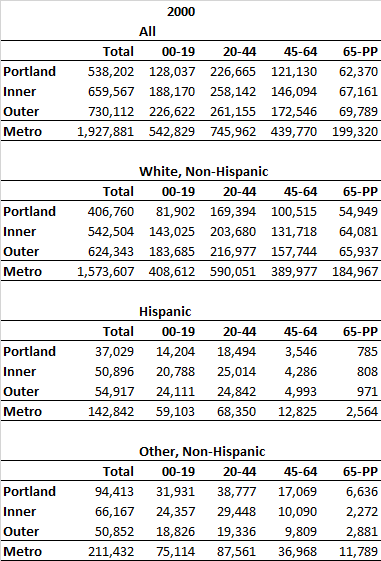 2000
All
Total 00-19 20-44 45-64 65-PP
Portland 538,202 128,037 226,665 121,130 62,370
Inner 659,567 188,170 258,142 146,094 67,161
Outer 730,112 226,622 261,155 172,546 69,789
Metro 1,927,881 542,829 745,962 439,770 199,320
White, Non-Hispanic
Total 00-19 20-44 45-64 65-PP
Portland 406,760 81,902 169,394 100,515 54,949
Inner 542,504 143,025 203,680 131,718 64,081
Outer 624,343 183,685 216,977 157,744 65,937
Metro 1,573,607 408,612 590,051 389,977 184,967
Hispanic
Total 00-19 20-44 45-64 65-PP
Portland 37,029 14,204 18,494 3,546 785
Inner 50,896 20,788 25,014 4,286 808
Outer 54,917 24,111 24,842 4,993 971
Metro 142,842 59,103 68,350 12,825 2,564
Other, Non-Hispanic
Total 00-19 20-44 45-64 65-PP
Portland 94,413 31,931 38,777 17,069 6,636
Inner 66,167 24,357 29,448 10,090 2,272
Outer 50,852 18,826 19,336 9,809 2,881
Metro 211,432 75,114 87,561 36,968 11,789